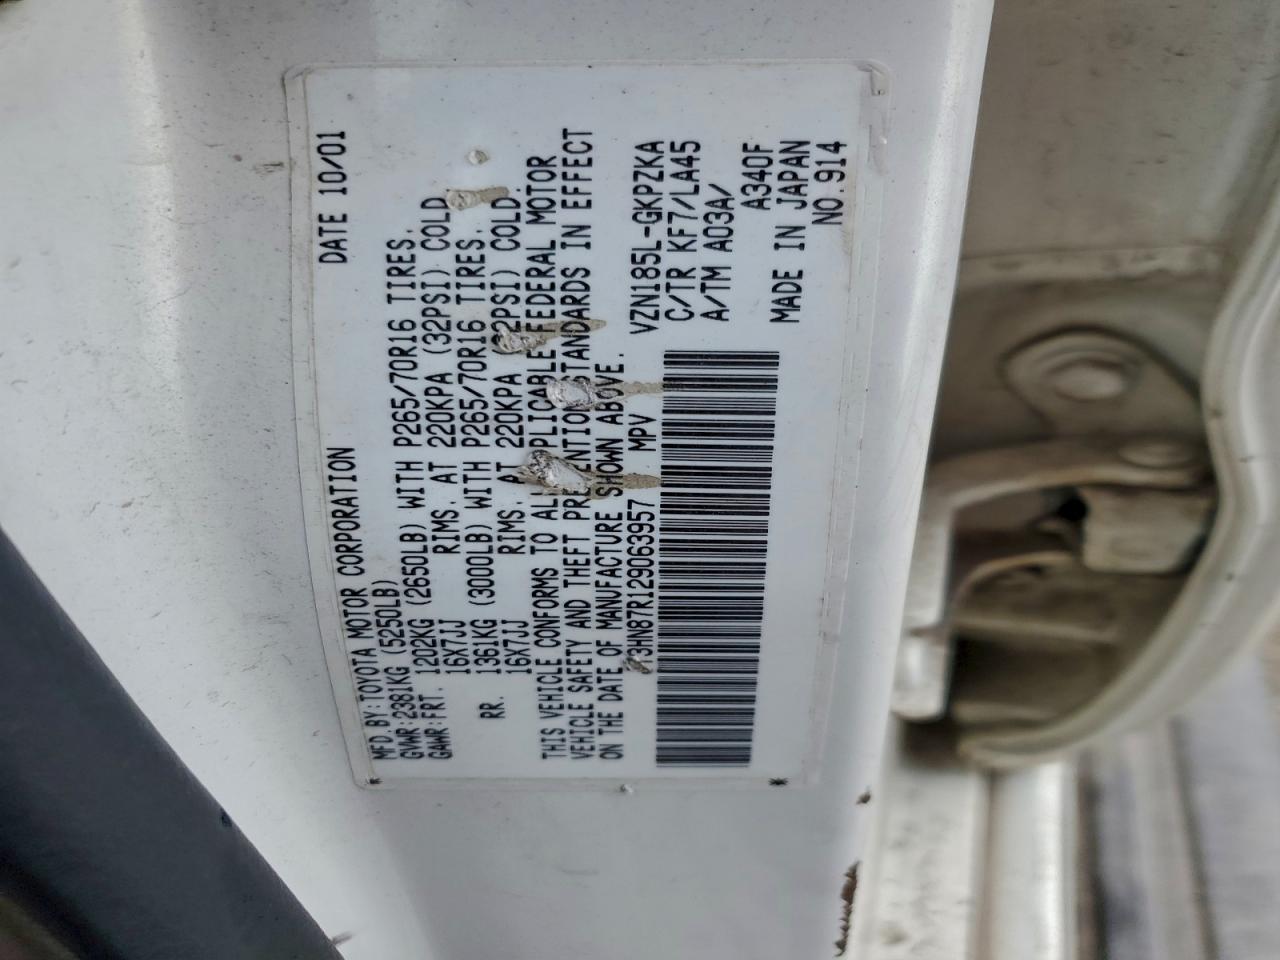 DATE 10/01
MFD.BY:TOYOTA MOTOR CORPORATION
GVWR:2381KG (5250LB)
GAWR:FRT. 1202KG (2650LB) WITH P265/70R16 TIRES,
16X7JJ RIMS, AT 220KPA (32PSI) COLD
RR. 1361KG (3000LB) WITH P265/70R16 TIRES,
16X7JJ RIMS, AT 220KPA (32PSI) COLD
THIS VEHICLE CONFORMS TO ALL APPLICABLE FEDERAL MOTOR
VEHICLE SAFETY AND THEFT PREVENTION STANDARDS IN EFFECT
ON THE DATE OF MANUFACTURE SHOWN ABOVE.
3HN87R129063957 MPV
VZN185L-GKPZKA
C/TR KF7/LA45
A/TM A03A/
A340F
MADE IN JAPAN
NO.914